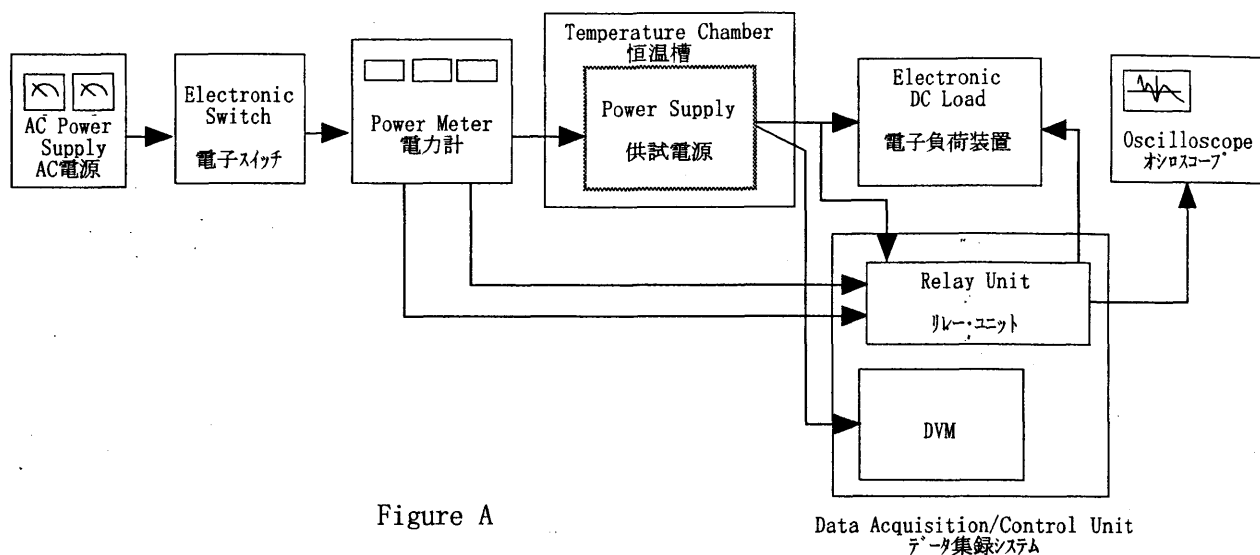 AC Power
Supply
AC電源
Electronic
Switch
電子スイッチ
Power Meter
電力計
Temperature Chamber
恒温槽
Power Supply
供試電源
Electronic
DC Load
電子負荷装置
Oscilloscope
オシロスコープ
Relay Unit
リレー・ユニット
DVM
Data Acquisition/Control Unit
データ集録システム
Figure A